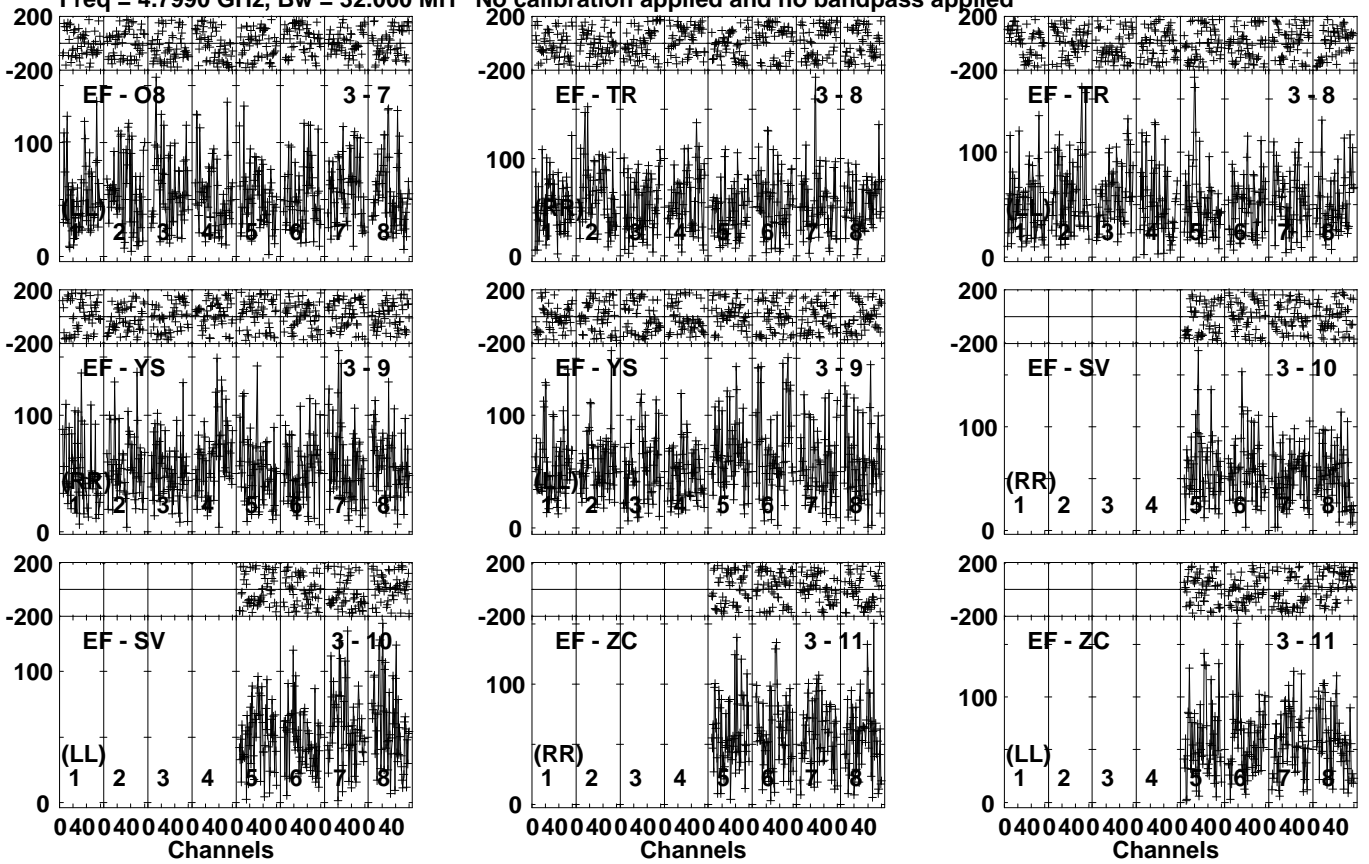 Freq = 4.7990 GHz, Bw = 32.000 MH No calibration applied and no bandpass applied
200 200 200
-200 -200 -200
EF - O8 3 - 7 EF - TR 3 - 8 EF - TR 3 - 8
100 100 100
(LL) (RR) (LL)
1 2 3 4 5 6 7 8 1 2 3 4 5 6 7 8 1 2 3 4 5 6 7 8
0 0 0
200 200 200
-200 -200 -200
EF - YS 3 - 9 EF - YS 3 - 9 EF - SV 3 - 10
100 100 100
(RR) (LL) (RR)
1 2 3 4 5 6 7 8 1 2 3 4 5 6 7 8 1 2 3 4 5 6 7 8
0 0 0
200 200 200
-200 -200 -200
EF - SV 3 - 10 EF - ZC 3 - 11 EF - ZC 3 - 11
100 100 100
(LL) (RR) (LL)
1 2 3 4 5 6 7 8 1 2 3 4 5 6 7 8 1 2 3 4 5 6 7 8
0 0 0
0 40 0 40 0 40 0 40 0 40 0 40 0 40 0 40 0 40 0 40 0 40 0 40 0 40 0 40 0 40 0 40 0 40 0 40 0 40 0 40 0 40 0 40 0 40 0 40
Channels Channels Channels